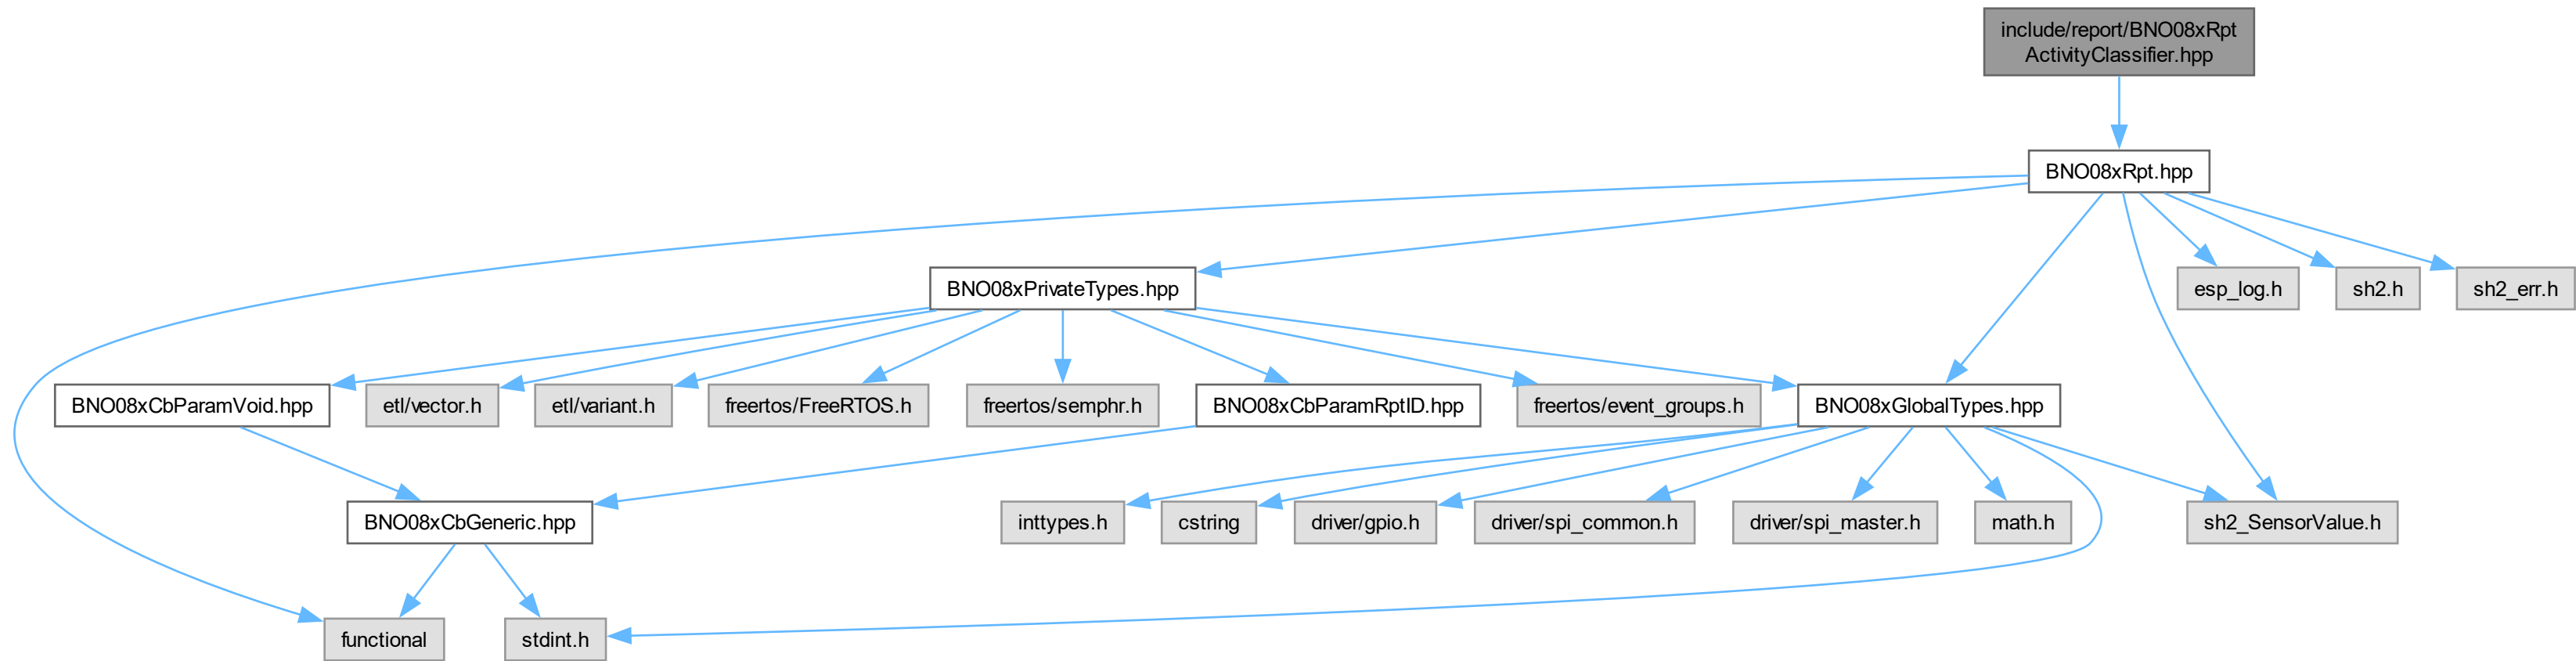 include/report/BNO08xRpt
ActivityClassifier.hpp
BNO08xRpt.hpp
BNO08xPrivateTypes.hpp
esp_log.h
sh2.h
sh2_err.h
BNO08xCbParamVoid.hpp
etl/vector.h
etl/variant.h
freertos/FreeRTOS.h
freertos/semphr.h
BNO08xCbParamRptID.hpp
freertos/event_groups.h
BNO08xGlobalTypes.hpp
BNO08xCbGeneric.hpp
inttypes.h
cstring
driver/gpio.h
driver/spi_common.h
driver/spi_master.h
math.h
sh2_SensorValue.h
functional
stdint.h